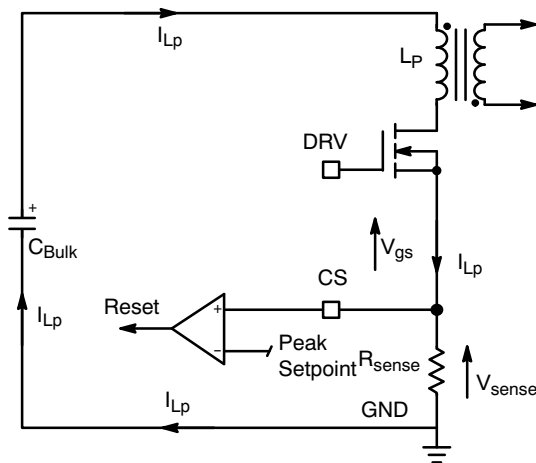 I_Lp
L_P
DRV
+
C_Bulk
V_gs
I_Lp
CS
Reset
+
I_Lp
−
Peak
Setpoint
R_sense
V_sense
I_Lp
GND